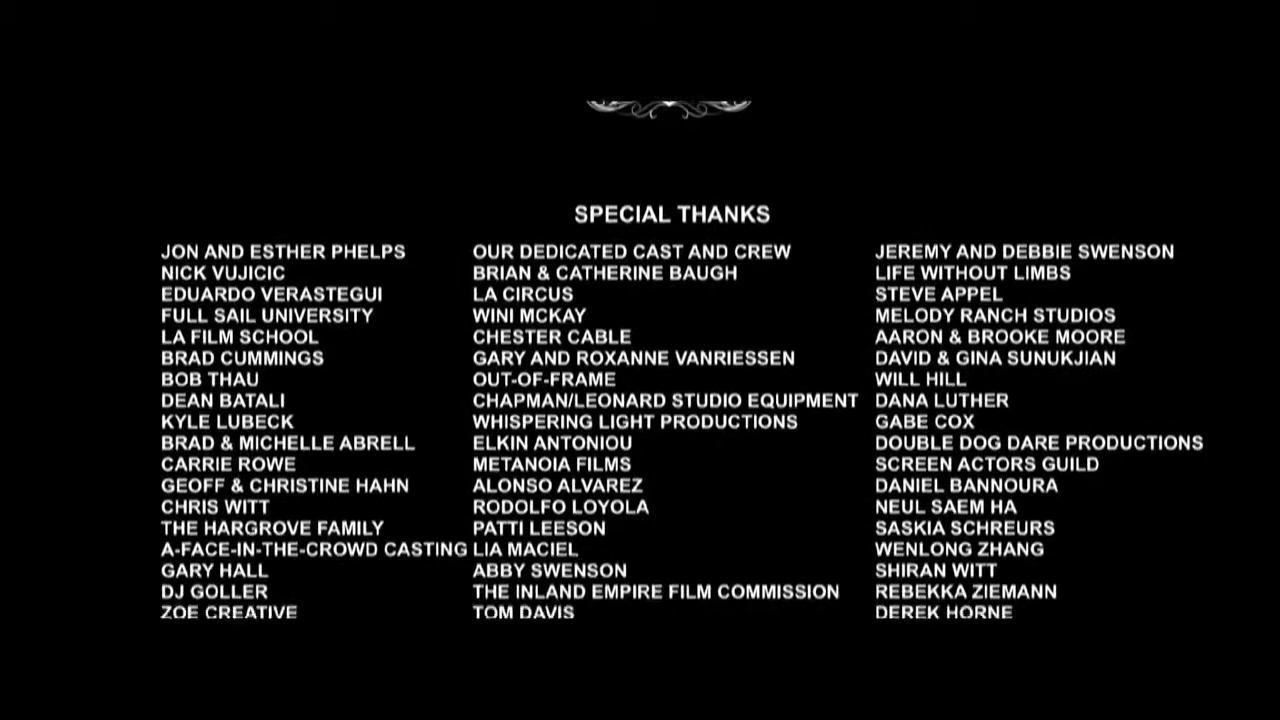 SPECIAL THANKS
JON AND ESTHER PHELPS
NICK VUJICIC
EDUARDO VERASTEGUI
FULL SAIL UNIVERSITY
LA FILM SCHOOL
BRAD CUMMINGS
BOB THAU
DEAN BATALI
KYLE LUBECK
BRAD & MICHELLE ABRELL
CARRIE ROWE
GEOFF & CHRISTINE HAHN
CHRIS WITT
THE HARGROVE FAMILY
A-FACE-IN-THE-CROWD CASTING
GARY HALL
DJ GOLLER
ZOE CREATIVE
OUR DEDICATED CAST AND CREW
BRIAN & CATHERINE BAUGH
LA CIRCUS
WINI MCKAY
CHESTER CABLE
GARY AND ROXANNE VANRIESSEN
OUT-OF-FRAME
CHAPMAN/LEONARD STUDIO EQUIPMENT
WHISPERING LIGHT PRODUCTIONS
ELKIN ANTONIOU
METANOIA FILMS
ALONSO ALVAREZ
RODOLFO LOYOLA
PATTI LEESON
LIA MACIEL
ABBY SWENSON
THE INLAND EMPIRE FILM COMMISSION
TOM DAVIS
JEREMY AND DEBBIE SWENSON
LIFE WITHOUT LIMBS
STEVE APPEL
MELODY RANCH STUDIOS
AARON & BROOKE MOORE
DAVID & GINA SUNUKJIAN
WILL HILL
DANA LUTHER
GABE COX
DOUBLE DOG DARE PRODUCTIONS
SCREEN ACTORS GUILD
DANIEL BANNOURA
NEUL SAEM HA
SASKIA SCHREURS
WENLONG ZHANG
SHIRAN WITT
REBEKKA ZIEMANN
DEREK HORNE